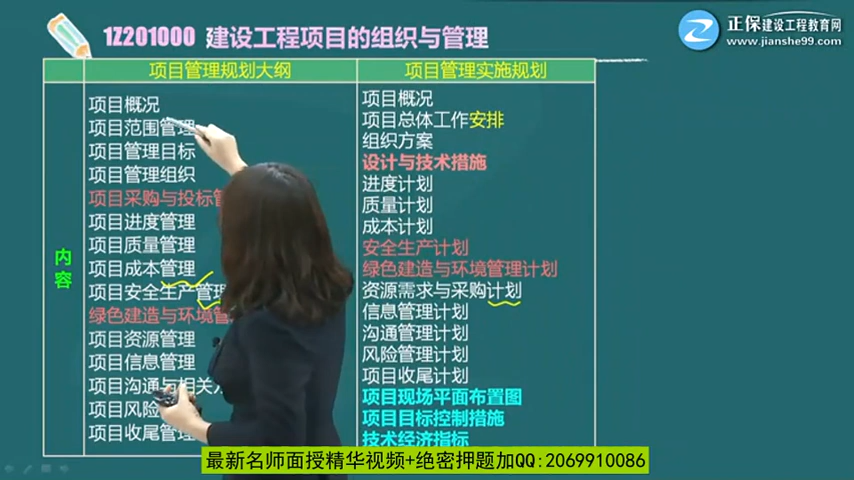 1Z201000 建设工程项目的组织与管理
正保建设工程教育网
www.jianshe99.com
项目管理规划大纲
项目管理实施规划
内容
项目概况
项目范围管理
项目管理目标
项目管理组织
项目采购与投标
项目进度管理
项目质量管理
项目成本管理
项目安全生产管理
绿色建造与环境
项目资源管理
项目信息管理
项目沟通与相关
项目风险
项目收尾管理
项目概况
项目总体工作安排
组织方案
设计与技术措施
进度计划
质量计划
成本计划
安全生产计划
绿色建造与环境管理计划
资源需求与采购计划
信息管理计划
沟通管理计划
风险管理计划
项目收尾计划
项目现场平面布置图
项目目标控制措施
技术经济指标
最新名师面授精华视频+绝密押题加QQ:2069910086